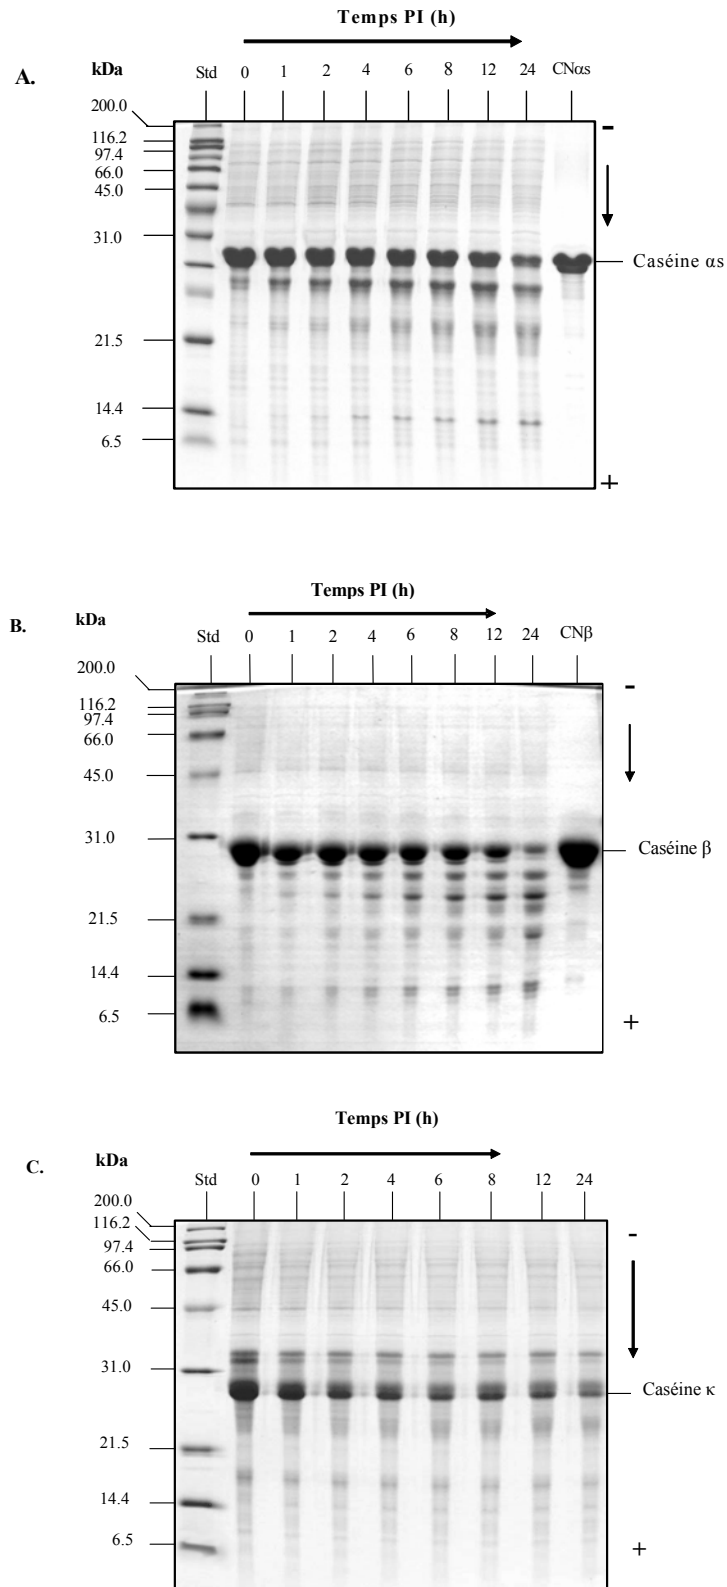 Temps PI (h)
A.
kDa
Std 0 1 2 4 6 8 12 24 CNαs
200.0
116.2
97.4
66.0
45.0
31.0
21.5
14.4
6.5
-
Caséine αs
+
Temps PI (h)
B.
kDa
Std 0 1 2 4 6 8 12 24 CNβ
200.0
116.2
97.4
66.0
45.0
31.0
21.5
14.4
6.5
-
Caséine β
+
Temps PI (h)
C.
kDa
Std 0 1 2 4 6 8 12 24
200.0
116.2
97.4
66.0
45.0
31.0
21.5
14.4
6.5
-
Caséine κ
+